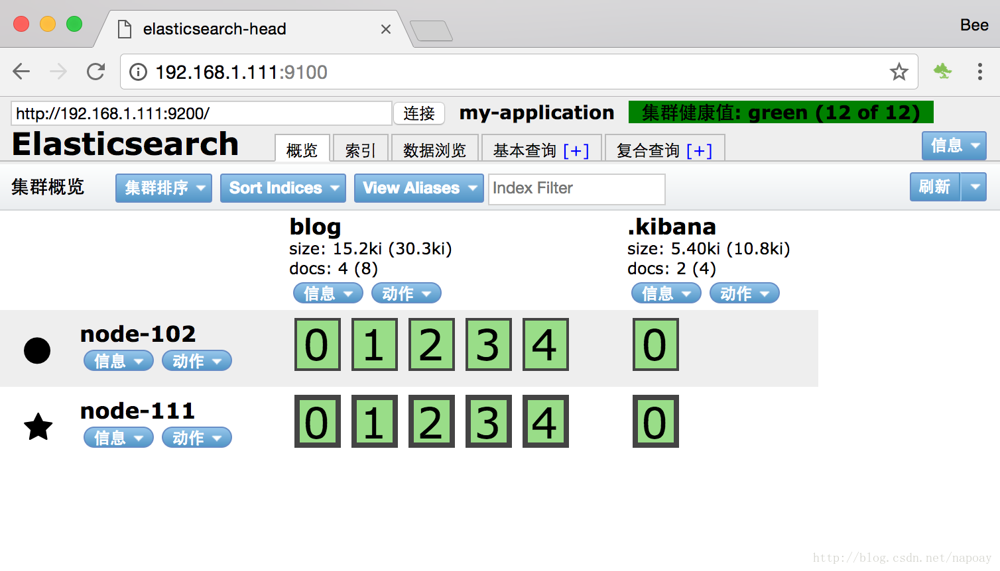 elasticsearch-head
Bee
192.168.1.111:9100
http://192.168.1.111:9200/ 连接 my-application 集群健康值: green (12 of 12)
Elasticsearch 概览 索引 数据浏览 基本查询 [+] 复合查询 [+] 信息
集群概览 集群排序 Sort Indices View Aliases Index Filter 刷新
blog .kibana
size: 15.2ki (30.3ki) size: 5.40ki (10.8ki)
docs: 4 (8) docs: 2 (4)
信息 动作 信息 动作
node-102 0 1 2 3 4 0
信息 动作
node-111 0 1 2 3 4 0
信息 动作
http://blog.csdn.net/napoay